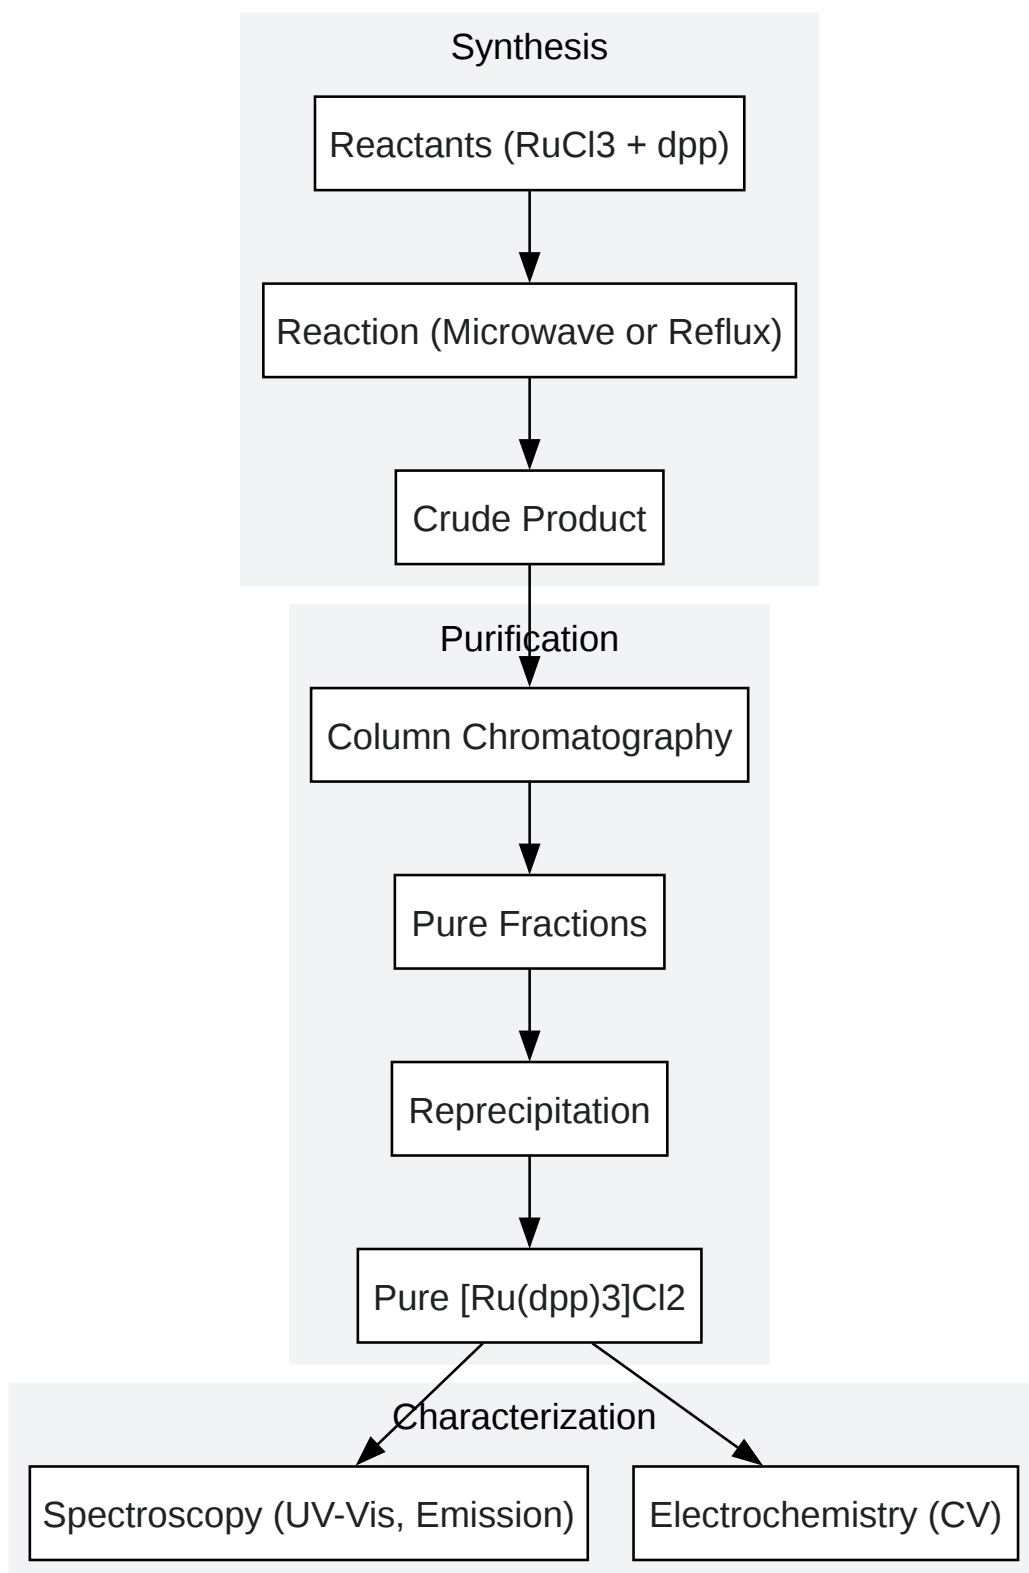 Synthesis
Reactants (RuCl3 + dpp)
Reaction (Microwave or Reflux)
Crude Product
Purification
Column Chromatography
Pure Fractions
Reprecipitation
Pure [Ru(dpp)3]Cl2
Characterization
Spectroscopy (UV-Vis, Emission)
Electrochemistry (CV)